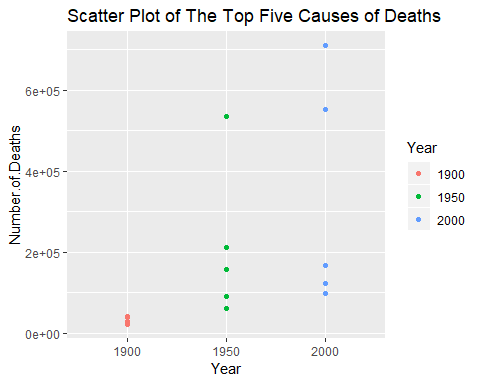 Scatter Plot of The Top Five Causes of Deaths
Number.of.Deaths
6e+05
4e+05
2e+05
0e+00
1900
1950
2000
Year
Year
1900
1950
2000